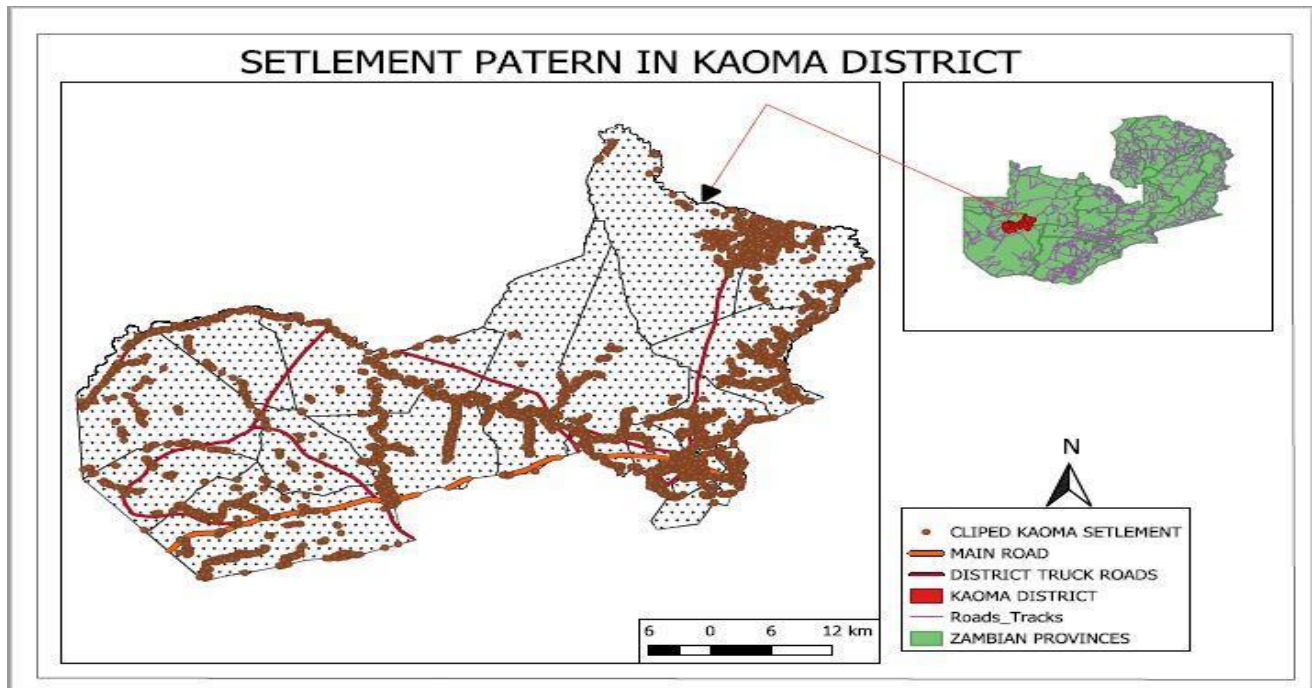 SETLEMENT PATERN IN KAOMA DISTRICT
N
CLIPED KAOMA SETLEMENT
MAIN ROAD
DISTRICT TRUCK ROADS
KAOMA DISTRICT
Roads_Tracks
ZAMBIAN PROVINCES
6 0 6 12 km